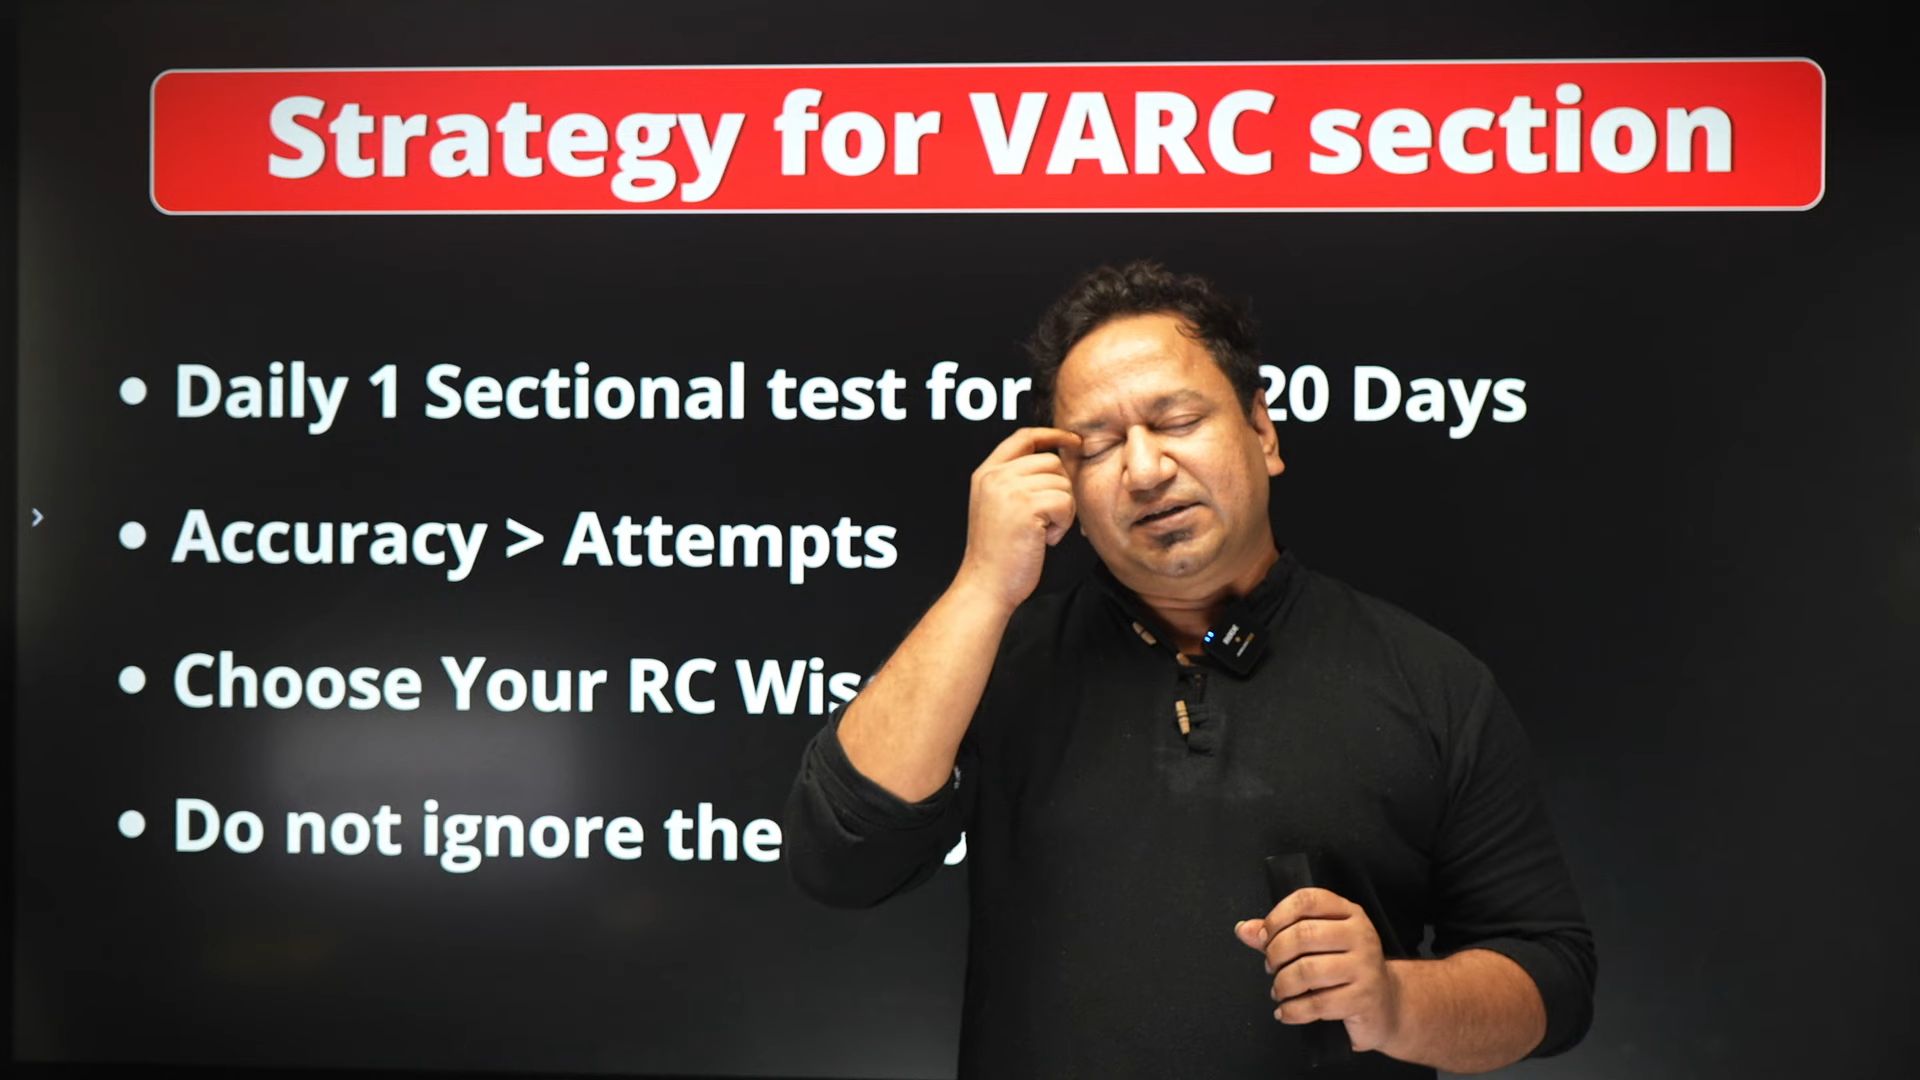 Strategy for VARC section
Daily 1 Sectional test for 20 Days
Accuracy > Attempts
Choose Your RC
Do not ignore the